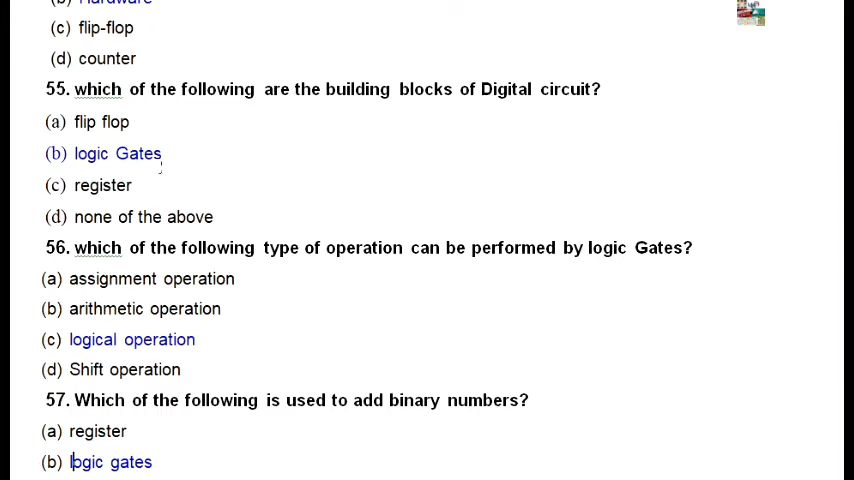 (b) Hardware
(c) flip-flop
(d) counter
55. which of the following are the building blocks of Digital circuit?
(a) flip flop
(b) logic Gates
(c) register
(d) none of the above
56. which of the following type of operation can be performed by logic Gates?
(a) assignment operation
(b) arithmetic operation
(c) logical operation
(d) Shift operation
57. Which of the following is used to add binary numbers?
(a) register
(b) logic gates